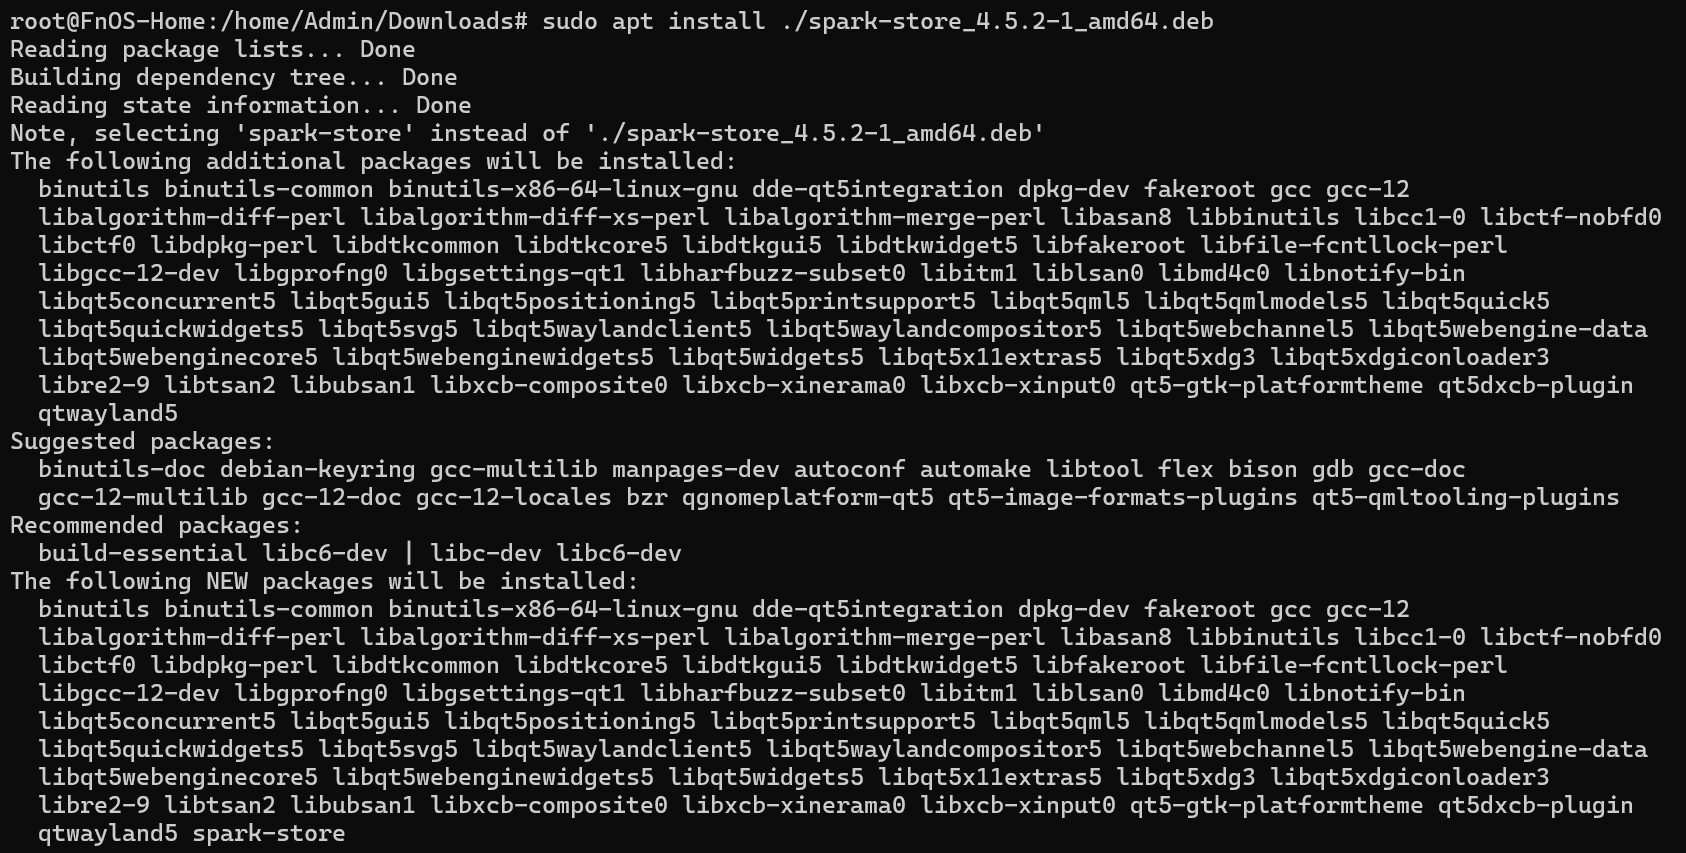 root@FnOS-Home:/home/Admin/Downloads# sudo apt install ./spark-store_4.5.2-1_amd64.deb
Reading package lists... Done
Building dependency tree... Done
Reading state information... Done
Note, selecting 'spark-store' instead of './spark-store_4.5.2-1_amd64.deb'
The following additional packages will be installed:
  binutils binutils-common binutils-x86-64-linux-gnu dde-qt5integration dpkg-dev fakeroot gcc gcc-12
  libalgorithm-diff-perl libalgorithm-diff-xs-perl libalgorithm-merge-perl libasan8 libbinutils libcc1-0 libctf-nobfd0
  libctf0 libdpkg-perl libdtkcommon libdtkcore5 libdtkgui5 libdtkwidget5 libfakeroot libfile-fcntllock-perl
  libgcc-12-dev libgprofng0 libgsettings-qt1 libharfbuzz-subset0 libitm1 liblsan0 libmd4c0 libnotify-bin
  libqt5concurrent5 libqt5gui5 libqt5positioning5 libqt5printsupport5 libqt5qml5 libqt5qmlmodels5 libqt5quick5
  libqt5quickwidgets5 libqt5svg5 libqt5waylandclient5 libqt5waylandcompositor5 libqt5webchannel5 libqt5webengine-data
  libqt5webenginecore5 libqt5webenginewidgets5 libqt5widgets5 libqt5x11extras5 libqt5xdg3 libqt5xdgiconloader3
  libre2-9 libtsan2 libubsan1 libxcb-composite0 libxcb-xinerama0 libxcb-xinput0 qt5-gtk-platformtheme qt5dxcb-plugin
  qtwayland5
Suggested packages:
  binutils-doc debian-keyring gcc-multilib manpages-dev autoconf automake libtool flex bison gdb gcc-doc
  gcc-12-multilib gcc-12-doc gcc-12-locales bzr qgnomeplatform-qt5 qt5-image-formats-plugins qt5-qmltooling-plugins
Recommended packages:
  build-essential libc6-dev | libc-dev libc6-dev
The following NEW packages will be installed:
  binutils binutils-common binutils-x86-64-linux-gnu dde-qt5integration dpkg-dev fakeroot gcc gcc-12
  libalgorithm-diff-perl libalgorithm-diff-xs-perl libalgorithm-merge-perl libasan8 libbinutils libcc1-0 libctf-nobfd0
  libctf0 libdpkg-perl libdtkcommon libdtkcore5 libdtkgui5 libdtkwidget5 libfakeroot libfile-fcntllock-perl
  libgcc-12-dev libgprofng0 libgsettings-qt1 libharfbuzz-subset0 libitm1 liblsan0 libmd4c0 libnotify-bin
  libqt5concurrent5 libqt5gui5 libqt5positioning5 libqt5printsupport5 libqt5qml5 libqt5qmlmodels5 libqt5quick5
  libqt5quickwidgets5 libqt5svg5 libqt5waylandclient5 libqt5waylandcompositor5 libqt5webchannel5 libqt5webengine-data
  libqt5webenginecore5 libqt5webenginewidgets5 libqt5widgets5 libqt5x11extras5 libqt5xdg3 libqt5xdgiconloader3
  libre2-9 libtsan2 libubsan1 libxcb-composite0 libxcb-xinerama0 libxcb-xinput0 qt5-gtk-platformtheme qt5dxcb-plugin
  qtwayland5 spark-store